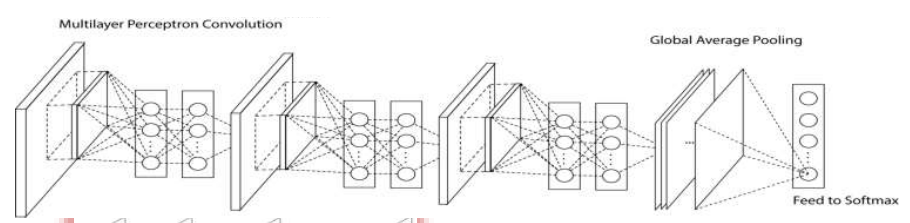 Multilayer Perceptron Convolution
Global Average Pooling
...
Feed to Softmax